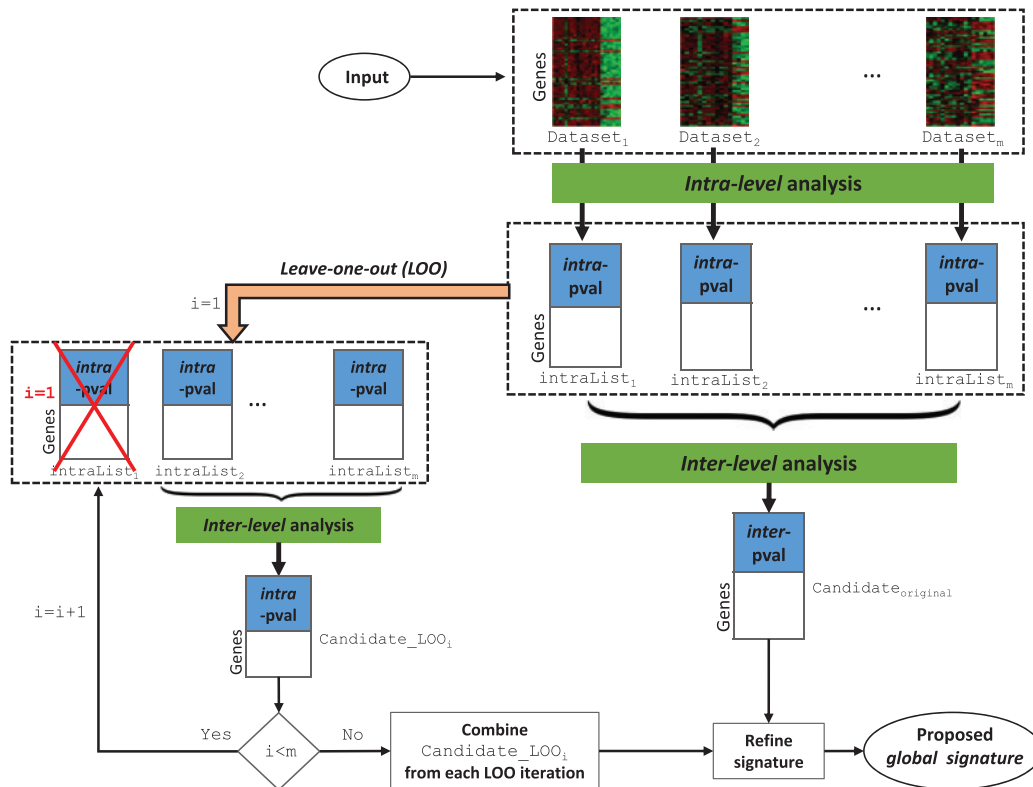 Input
Genes
Dataset1
Dataset2
...
Datasetm
Intra-level analysis
Leave-one-out (LOO)
i=1
intra-
pval
intra-
pval
...
intra-
pval
Genes
intraList1
intraList2
intraListm
i=1
intra
-pval
intra
-pval
...
intra
-pval
Genes
intraList1
intraList2
intraListm
Inter-level analysis
Inter-level analysis
inter-
pval
Genes
Candidateoriginal
intra
-pval
Genes
Candidate_LOOi
i=i+1
Yes
i<m
No
Combine
Candidate_LOOi
from each LOO iteration
Refine
signature
Proposed
global signature